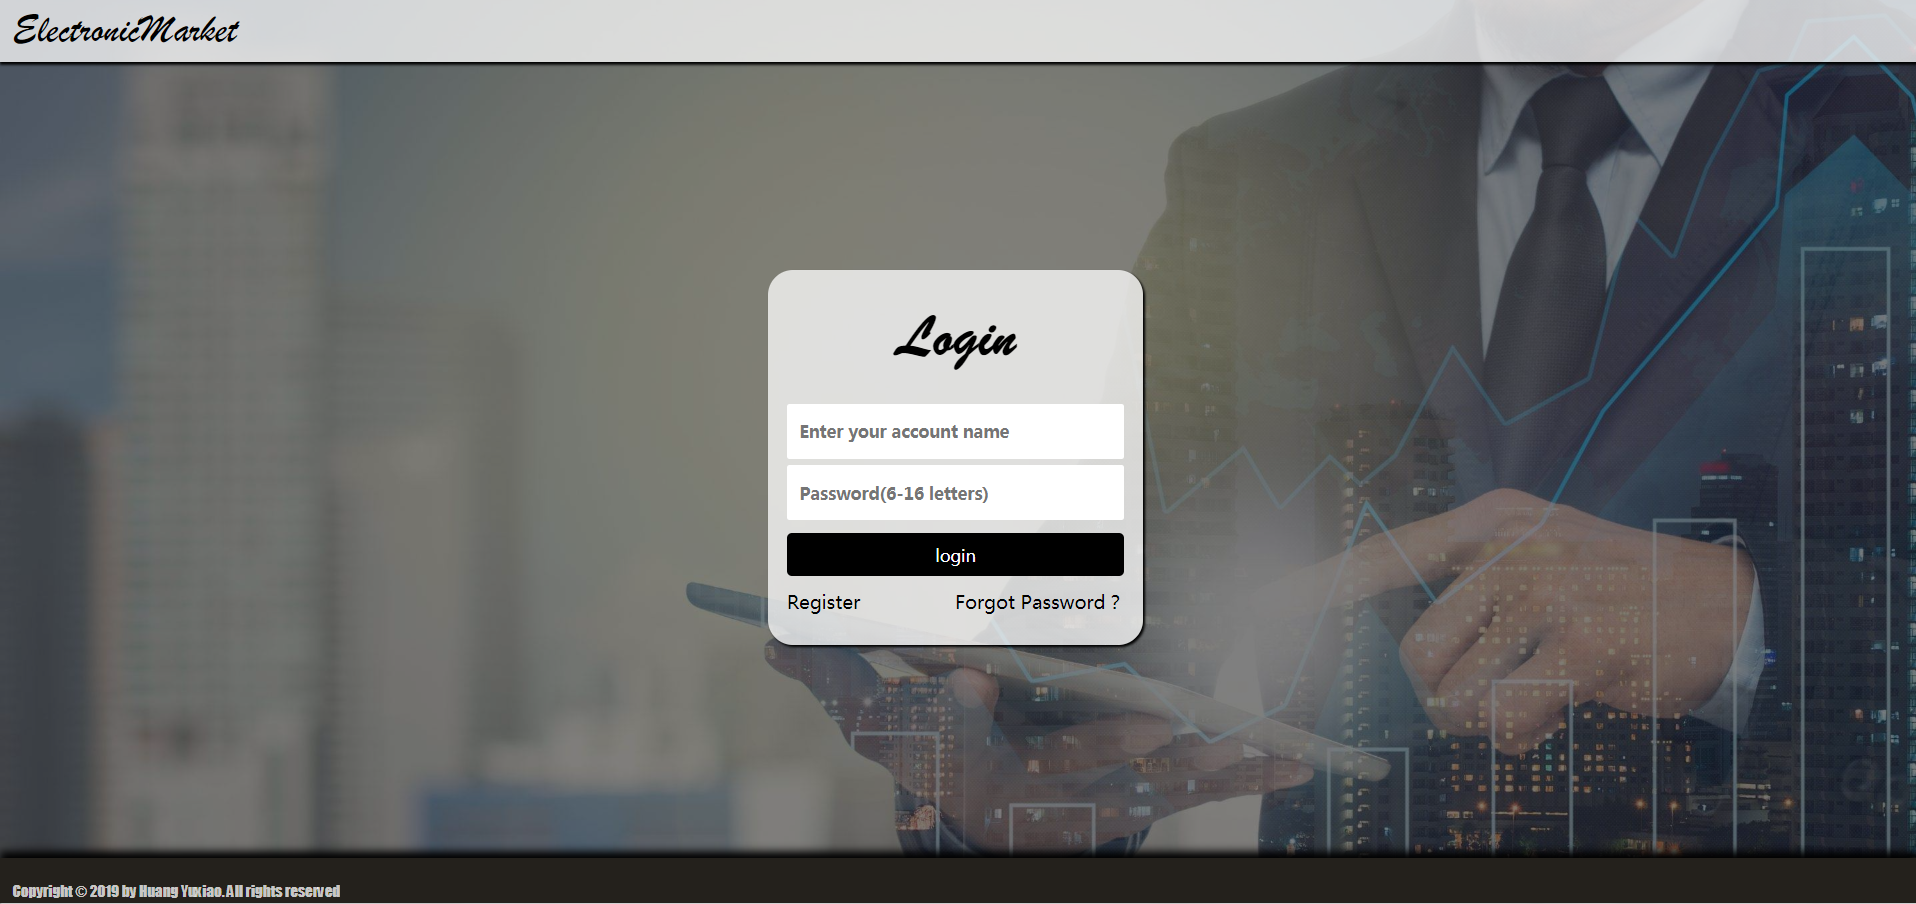 ElectronicMarket
Login
Enter your account name
Password(6-16 letters)
login
Register
Forgot Password ?
Copyright © 2019 by Huang Yuxiao.All rights reserved